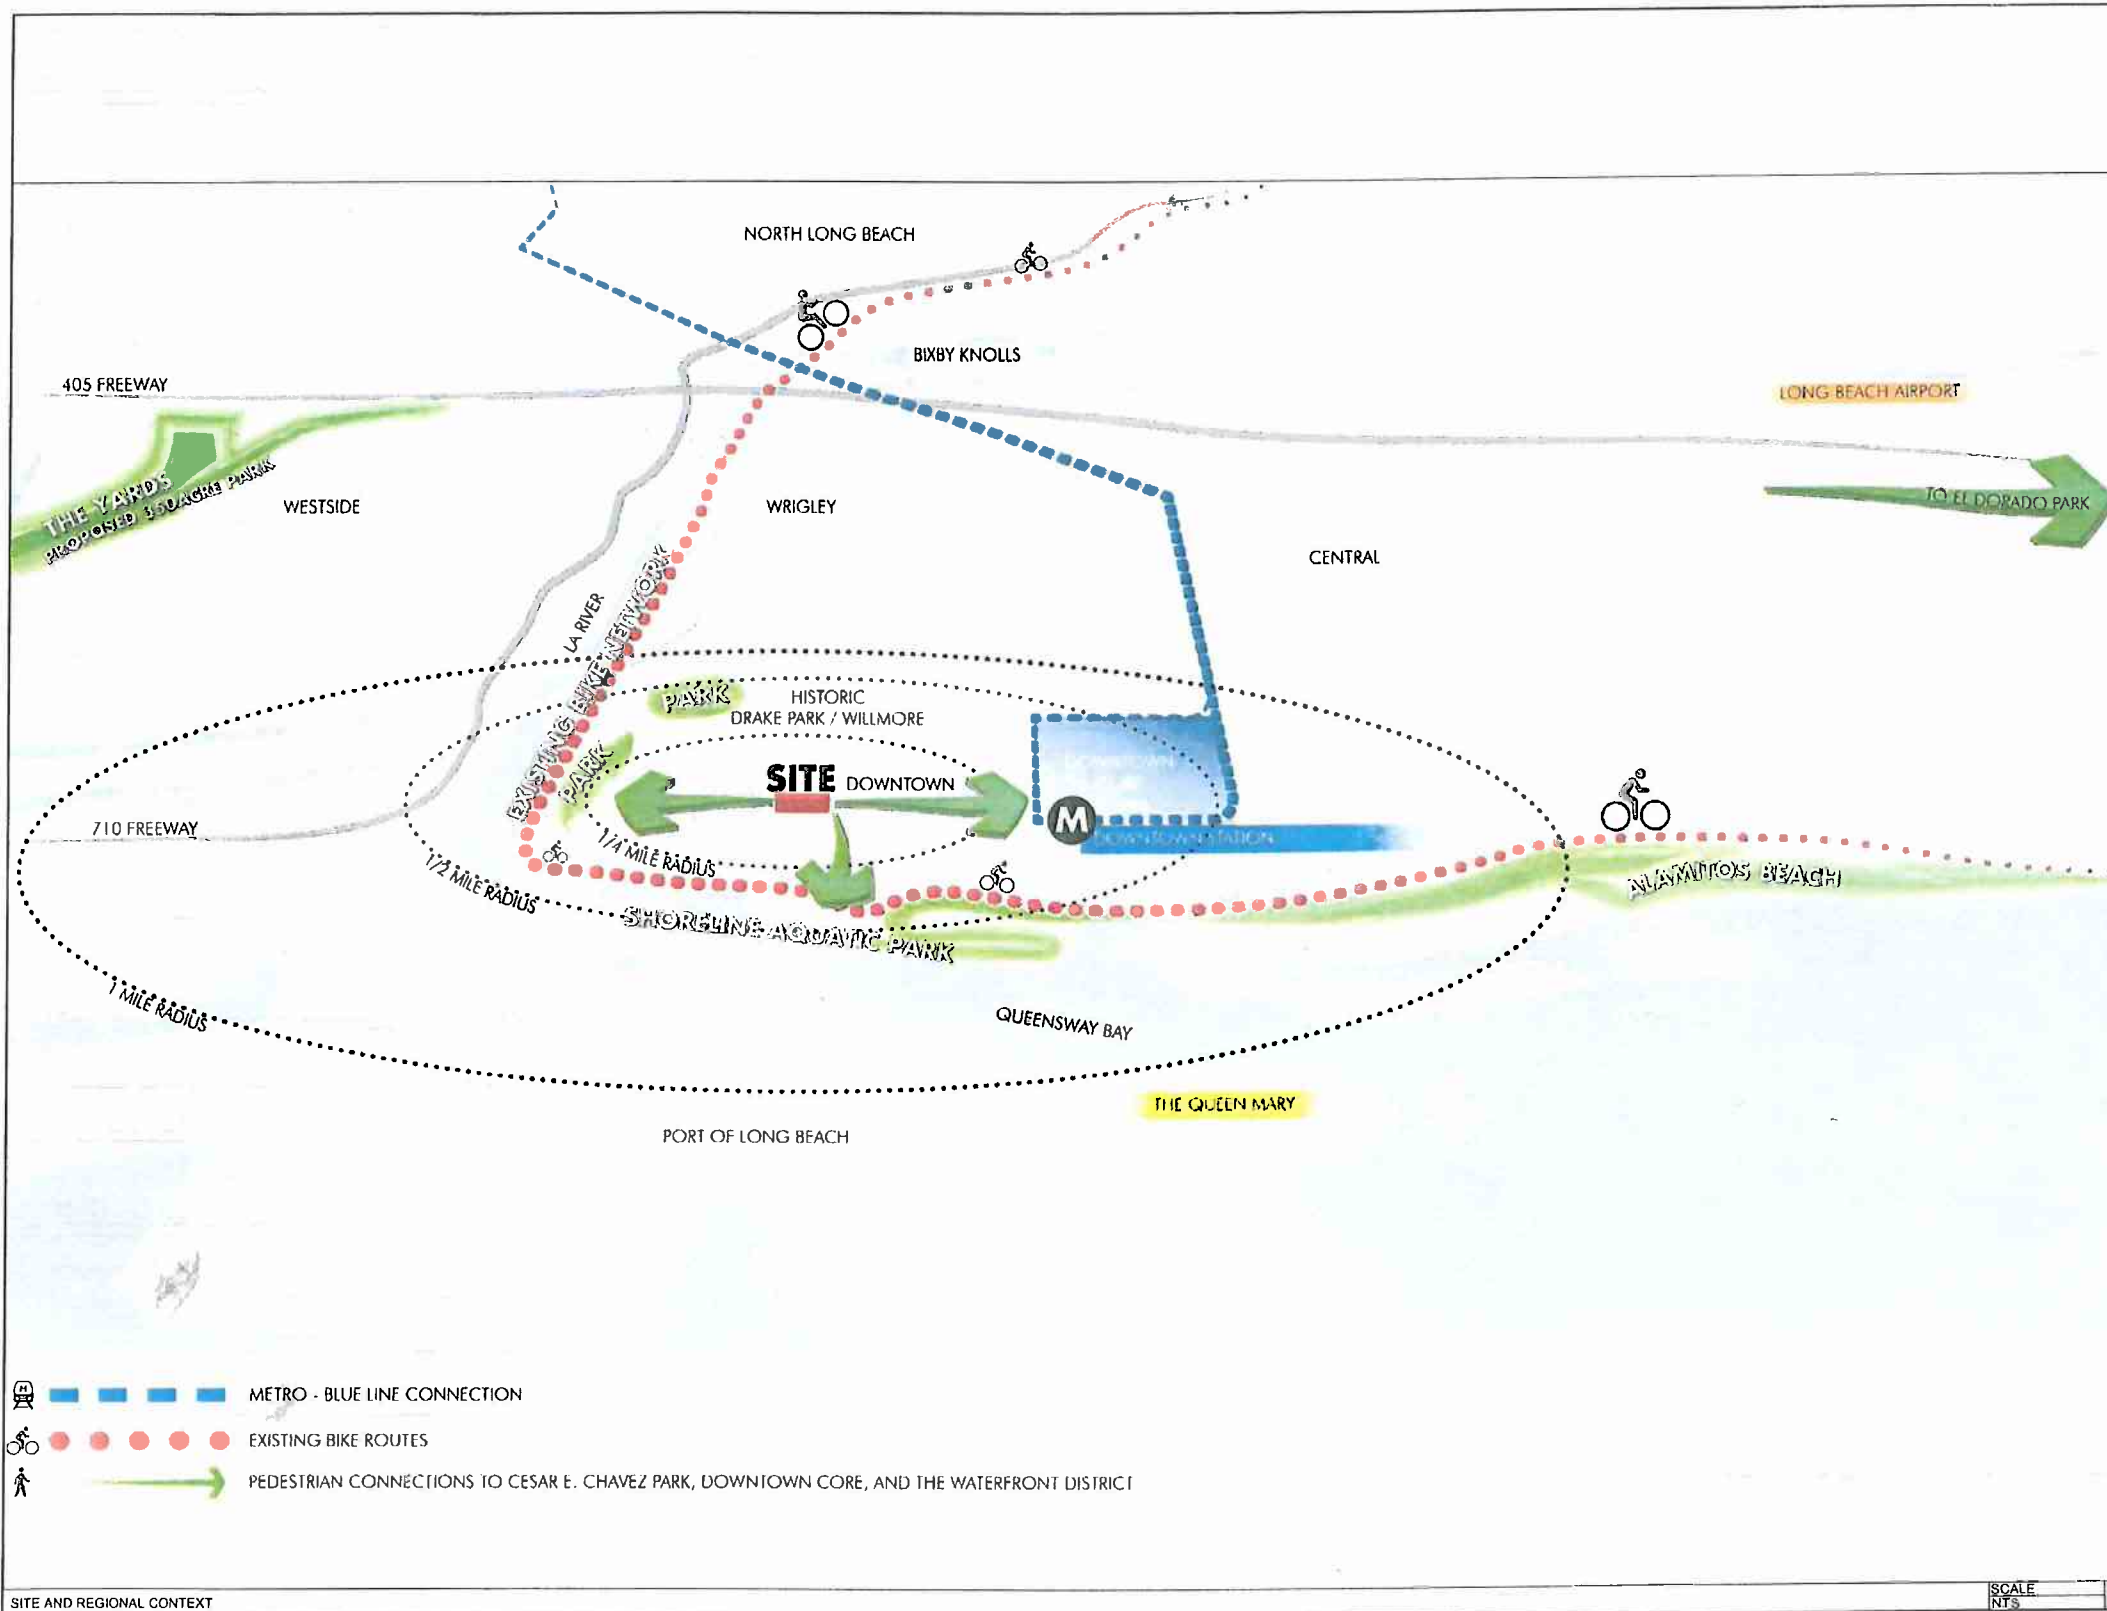 NORTH LONG BEACH
BIXBY KNOLLS
405 FREEWAY
LONG BEACH AIRPORT
THE YARDS
PROPOSED 350 ACRE PARK
WESTSIDE
WRIGLEY
TO EL DORADO PARK
CENTRAL
LA RIVER
EXISTING BIKE NETWORK
PARK
HISTORIC
DRAKE PARK / WILLMORE
PARK
SITE
DOWNTOWN
DOWNTOWN
M
DOWNTOWN STATION
710 FREEWAY
1/4 MILE RADIUS
1/2 MILE RADIUS
ALAMITOS BEACH
SHORELINE AQUATIC PARK
1 MILE RADIUS
QUEENSWAY BAY
THE QUEEN MARY
PORT OF LONG BEACH
METRO - BLUE LINE CONNECTION
EXISTING BIKE ROUTES
PEDESTRIAN CONNECTIONS TO CESAR E. CHAVEZ PARK, DOWNTOWN CORE, AND THE WATERFRONT DISTRICT
SITE AND REGIONAL CONTEXT
SCALE
NTS